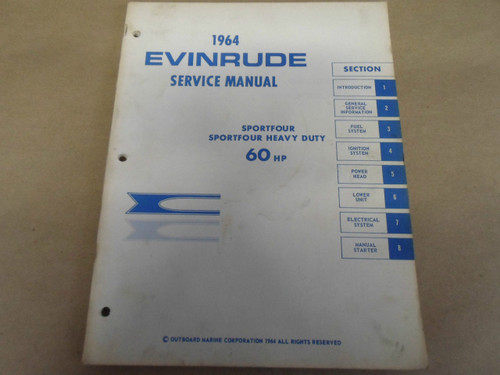 1964
EVINRUDE
SERVICE MANUAL
SPORTFOUR
SPORTFOUR HEAVY DUTY
60 HP
SECTION
INTRODUCTION 1
GENERAL
SERVICE 2
INFORMATION
FUEL 3
SYSTEM
IGNITION 4
SYSTEM
POWER 5
HEAD
LOWER 6
UNIT
ELECTRICAL 7
SYSTEM
MANUAL 8
STARTER
© OUTBOARD MARINE CORPORATION 1964 ALL RIGHTS RESERVED